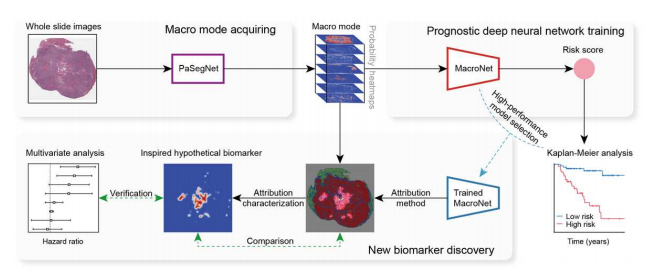 Macro mode acquiring
Prognostic deep neural network training
Whole slide images
PaSegNet
Macro mode
Probability
heatmaps
MacroNet
Risk score
High-performance
model selection
Kaplan-Meier analysis
Low risk
High risk
Time (years)
Multivariate analysis
Hazard ratio
Verification
Inspired hypothetical biomarker
Attribution
characterization
Comparison
Attribution
method
Trained
MacroNet
New biomarker discovery